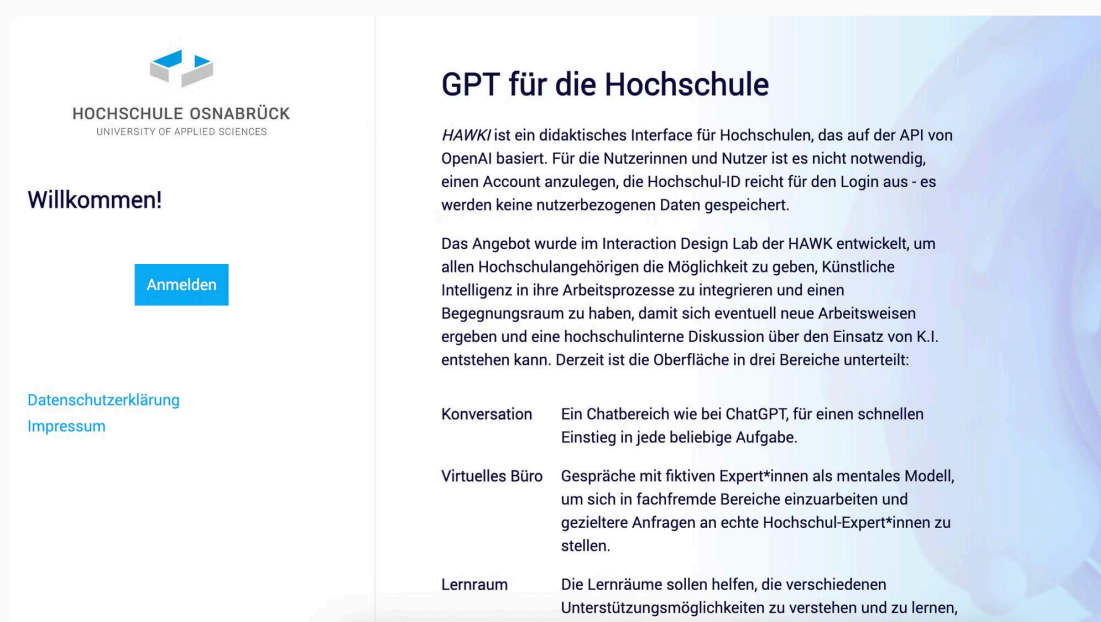 HOCHSCHULE OSNABRÜCK
UNIVERSITY OF APPLIED SCIENCES
Willkommen!
Anmelden
Datenschutzerklärung
Impressum
GPT für die Hochschule
HAWKI ist ein didaktisches Interface für Hochschulen, das auf der API von
OpenAI basiert. Für die Nutzerinnen und Nutzer ist es nicht notwendig,
einen Account anzulegen, die Hochschul-ID reicht für den Login aus - es
werden keine nutzerbezogenen Daten gespeichert.
Das Angebot wurde im Interaction Design Lab der HAWK entwickelt, um
allen Hochschulangehörigen die Möglichkeit zu geben, Künstliche
Intelligenz in ihre Arbeitsprozesse zu integrieren und einen
Begegnungsraum zu haben, damit sich eventuell neue Arbeitsweisen
ergeben und eine hochschulinterne Diskussion über den Einsatz von K.I.
entstehen kann. Derzeit ist die Oberfläche in drei Bereiche unterteilt:
Konversation Ein Chatbereich wie bei ChatGPT, für einen schnellen
Einstieg in jede beliebige Aufgabe.
Virtuelles Büro Gespräche mit fiktiven Expert*innen als mentales Modell,
um sich in fachfremde Bereiche einzuarbeiten und
gezieltere Anfragen an echte Hochschul-Expert*innen zu
stellen.
Lernraum Die Lernräume sollen helfen, die verschiedenen
Unterstützungsmöglichkeiten zu verstehen und zu lernen,